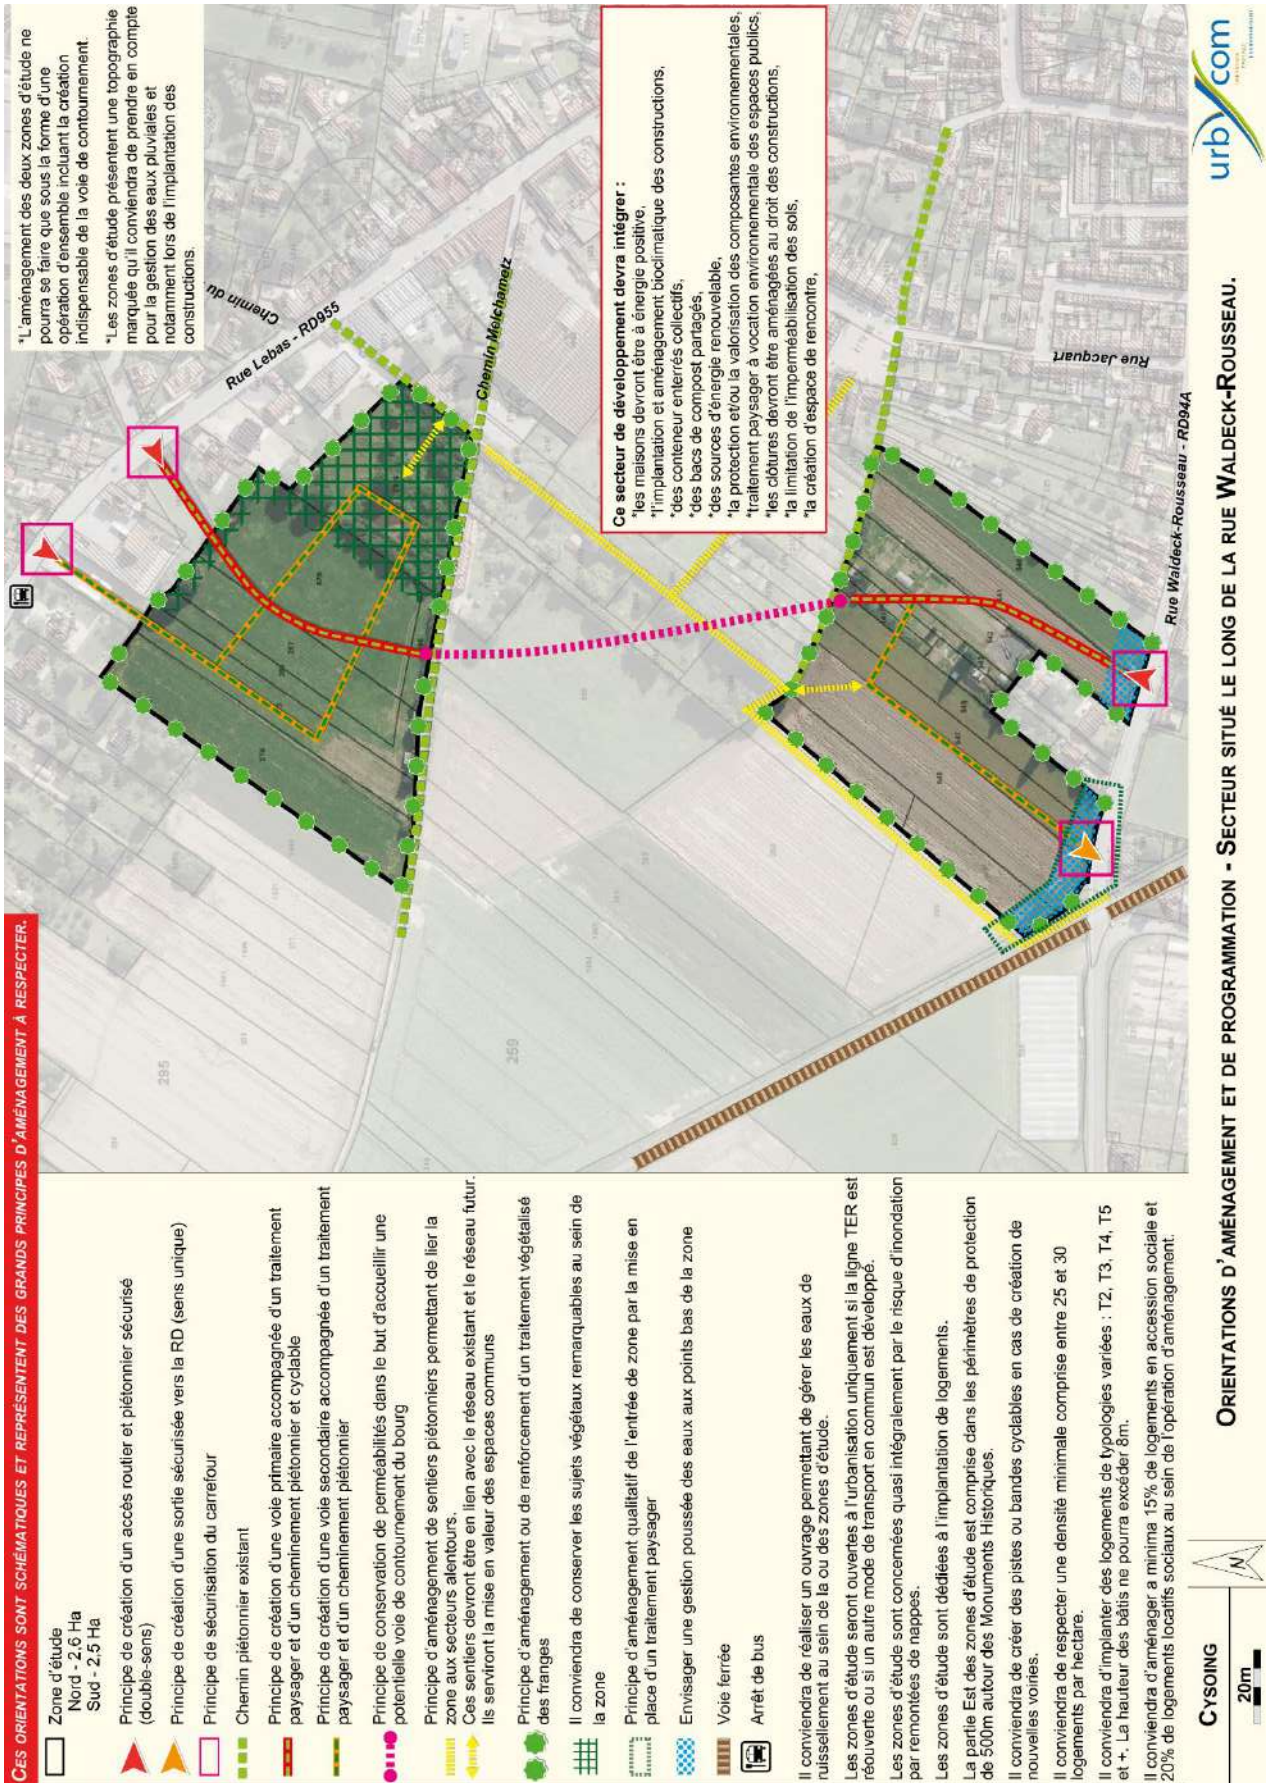 CES ORIENTATIONS SONT SCHÉMATIQUES ET REPRÉSENTENT DES GRANDS PRINCIPES D'AMÉNAGEMENT À RESPECTER.
Zone d'étude
Nord - 2,6 Ha
Sud - 2,5 Ha
Principe de création d'un accès routier et piétonnier sécurisé
(double-sens)
Principe de création d'une sortie sécurisée vers la RD (sens unique)
Principe de sécurisation du carrefour
Chemin piétonnier existant
Principe de création d'une voie primaire accompagnée d'un traitement
paysager et d'un cheminement piétonnier et cyclable
Principe de création d'une voie secondaire accompagnée d'un traitement
paysager et d'un cheminement piétonnier
Principe de conservation de perméabilités dans le but d'accueillir une
potentielle voie de contournement du bourg
Principe d'aménagement de sentiers piétonniers permettant de lier la
zone aux secteurs alentours.
Ces sentiers devront être en lien avec le réseau existant et le réseau futur.
Ils serviront la mise en valeur des espaces communs
Principe d'aménagement ou de renforcement d'un traitement végétalisé
des franges
Il conviendra de conserver les sujets végétaux remarquables au sein de
la zone
Principe d'aménagement qualitatif de l'entrée de zone par la mise en
place d'un traitement paysager
Envisager une gestion poussée des eaux aux points bas de la zone
Voie ferrée
Arrêt de bus
Il conviendra de réaliser un ouvrage permettant de gérer les eaux de
ruissellement au sein de la ou des zones d'étude.
Les zones d'étude seront ouvertes à l'urbanisation uniquement si la ligne TER est
réouverte ou si un autre mode de transport en commun est développé.
Les zones d'étude sont concernées quasi intégralement par le risque d'inondation
par remontées de nappes.
Les zones d'étude sont dédiées à l'implantation de logements.
La partie Est des zones d'étude est comprise dans les périmètres de protection
de 500m autour des Monuments Historiques.
Il conviendra de créer des pistes ou bandes cyclables en cas de création de
nouvelles voiries.
Il conviendra de respecter une densité minimale comprise entre 25 et 30
logements par hectare.
Il conviendra d'implanter des logements de typologies variées : T2, T3, T4, T5
et +. La hauteur des bâtis ne pourra excéder 8m.
Il conviendra d'aménager a minima 15% de logements en accession sociale et
20% de logements locatifs sociaux au sein de l'opération d'aménagement.
*L'aménagement des deux zones d'étude ne
pourra se faire que sous la forme d'une
opération d'ensemble incluant la création
indispensable de la voie de contournement.
*Les zones d'étude présentent une topographie
marquée qu'il conviendra de prendre en compte
pour la gestion des eaux pluviales et
notamment lors de l'implantation des
constructions.
Chemin du
Rue Lebas - RD955
Chemin Melchametz
295
259
Ce secteur de développement devra intégrer :
*les maisons devront être à énergie positive,
*l'implantation et aménagement bioclimatique des constructions,
*des conteneur enterrés collectifs,
*des bacs de compost partagés,
*des sources d'énergie renouvelable,
*la protection et/ou la valorisation des composantes environnementales,
*traitement paysager à vocation environnementale des espaces publics,
*les clôtures devront être aménagées au droit des constructions,
*la limitation de l'imperméabilisation des sols,
*la création d'espace de rencontre,
Rue Jacquart
Rue Waldeck-Rousseau - RD94A
CYSOING
20m
N
ORIENTATIONS D'AMÉNAGEMENT ET DE PROGRAMMATION - SECTEUR SITUÉ LE LONG DE LA RUE WALDECK-ROUSSEAU.
urbycom